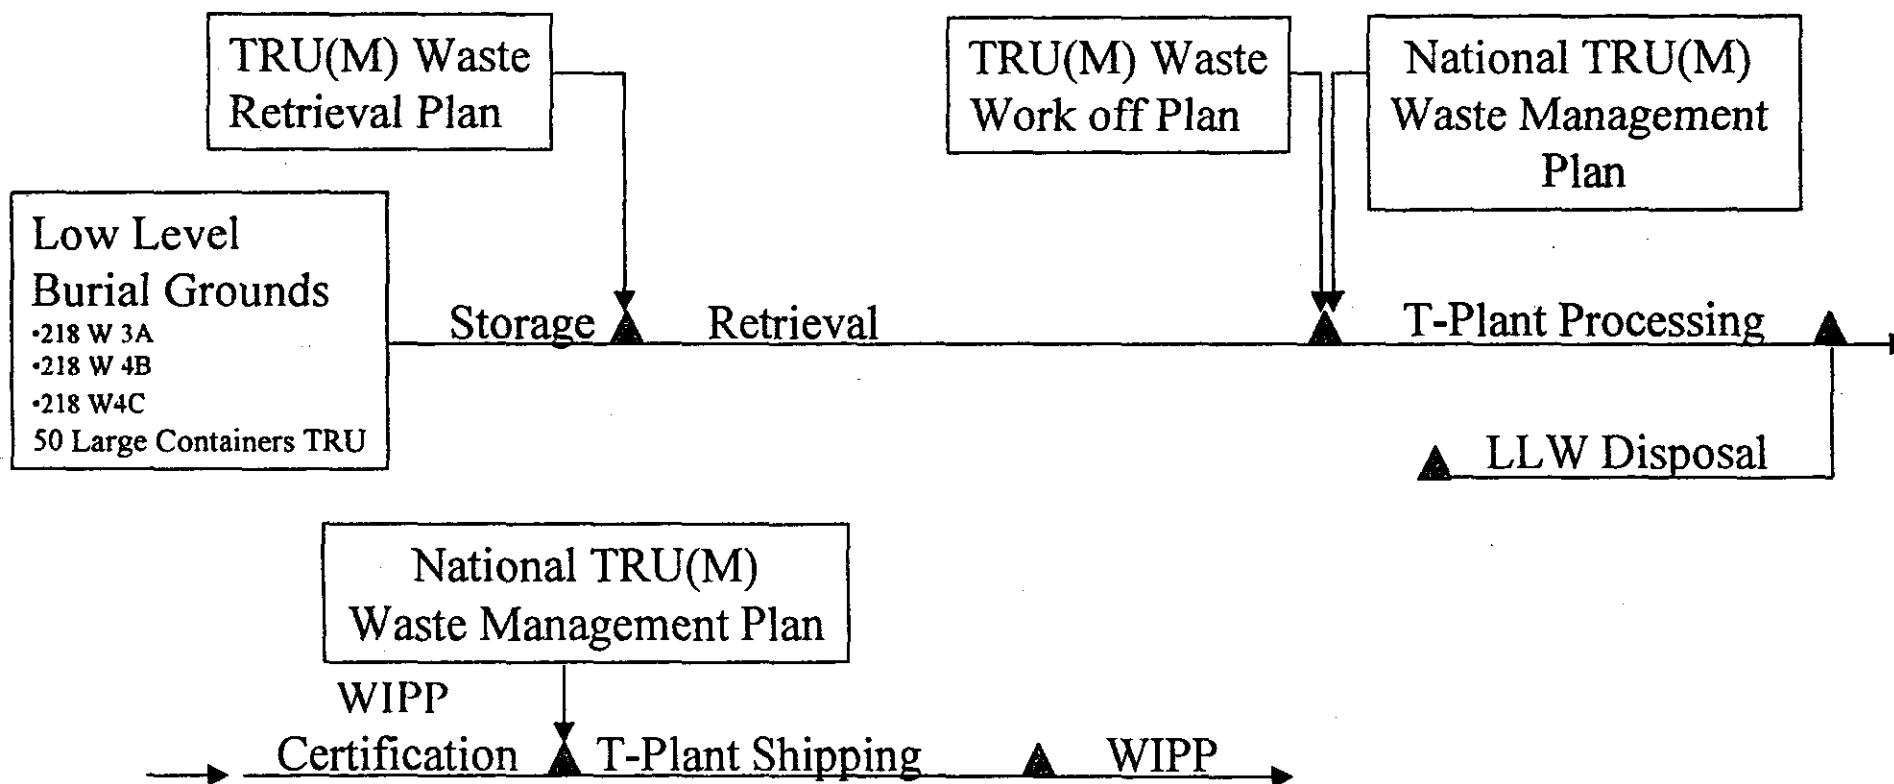 TRU(M) Waste
Retrieval Plan
TRU(M) Waste
Work off Plan
National TRU(M)
Waste Management
Plan
Low Level
Burial Grounds
•218 W 3A
•218 W 4B
•218 W4C
50 Large Containers TRU
Storage
Retrieval
T-Plant Processing
LLW Disposal
National TRU(M)
Waste Management Plan
WIPP
Certification
T-Plant Shipping
WIPP